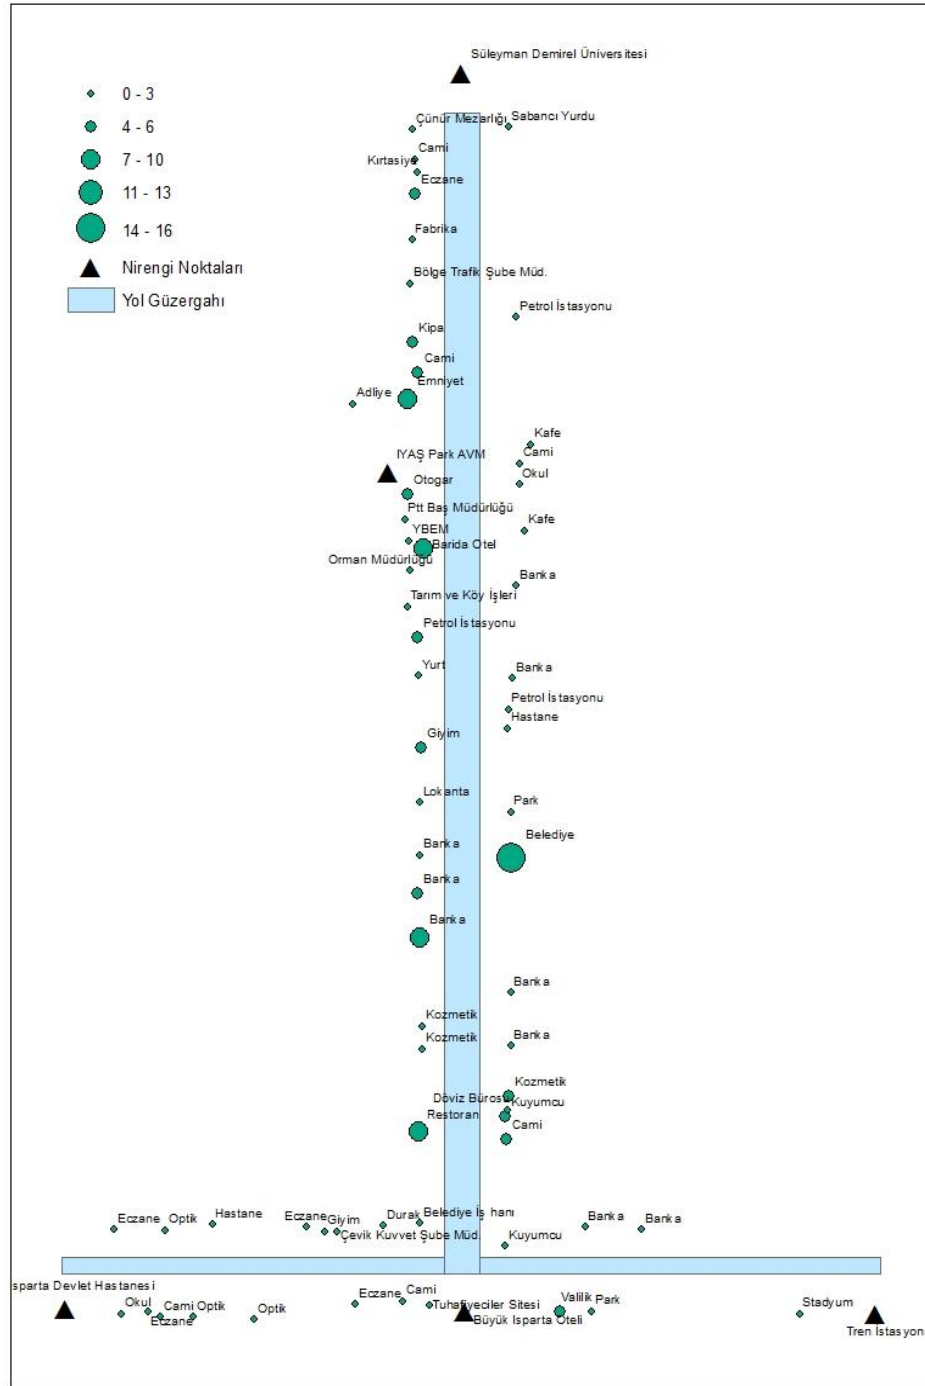 Süleyman Demirel Üniversitesi
0 - 3
4 - 6
7 - 10
11 - 13
14 - 16
Nirengi Noktaları
Yol Güzergahı
Çünür Mezarlığı
Sabancı Yurdu
Cami
Kırtasiye
Eczane
Fabrika
Bölge Trafik Şube Müd.
Petrol İstasyonu
Kipa
Cami
Emniyet
Adliye
Kafe
IYAŞ Park AVM
Cami
Otogar
Okul
Ptt Baş Müdürlüğü
Kafe
YBEM
Barida Otel
Orman Müdürlüğü
Banka
Tarım ve Köy İşleri
Petrol İstasyonu
Yurt
Banka
Petrol İstasyonu
Hastane
Giyim
Lokanta
Park
Belediye
Banka
Banka
Banka
Banka
Kozmetik
Banka
Kozmetik
Kozmetik
Döviz Bürosu
Kuyumcu
Restoran
Cami
Eczane
Optik
Hastane
Eczane
Giyim
Durak
Belediye İş hanı
Çevik Kuvvet Şube Müd.
Kuyumcu
Banka
Banka
sparta Devlet Hastanesi
Okul
Eczane
Cami
Optik
Optik
Eczane
Cami
Tuhafiyeciler Sitesi
Büyük Isparta Oteli
Valilik
Park
Stadyum
Tren İstasyon